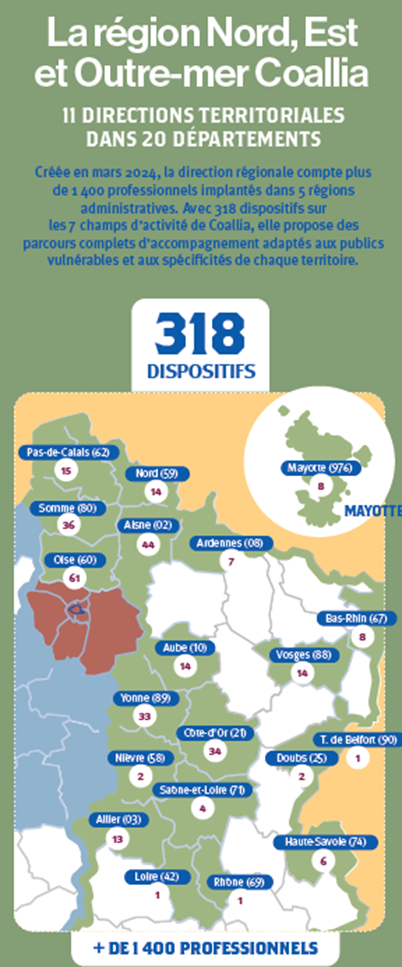 La région Nord, Est
et Outre-mer Coallia
11 DIRECTIONS TERRITORIALES
DANS 20 DÉPARTEMENTS
Créée en mars 2024, la direction régionale compte plus
de 1 400 professionnels implantés dans 5 régions
administratives. Avec 318 dispositifs sur
les 7 champs d'activité de Coallia, elle propose des
parcours complets d'accompagnement adaptés aux publics
vulnérables et aux spécificités de chaque territoire.
318
DISPOSITIFS
Pas-de-Calais (62)
15
Nord (59)
14
Mayotte (976)
8
MAYOTTE
Somme (80)
36
Aisne (02)
44
Ardennes (08)
7
Oise (60)
61
Bas-Rhin (67)
8
Aube (10)
14
Vosges (88)
14
Yonne (89)
33
Côte-d'Or (21)
34
T. de Belfort (90)
1
Nièvre (58)
2
Doubs (25)
2
Saône-et-Loire (71)
4
Allier (03)
13
Haute-Savoie (74)
6
Loire (42)
1
Rhône (69)
1
+ DE 1 400 PROFESSIONNELS